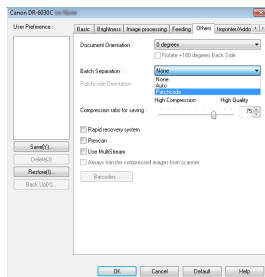 Canon DR-6030C on None
User Preference :
Basic Brightness Image processing Feeding Others Imprinter/Addo
Document Orientation :
0 degrees
Rotate +180 degrees Back Side
Batch Separation :
None
None
Auto
Patchcode
Patchcode Orientation :
High Compression High Quality
Compression ratio for saving :
75
Rapid recovery system
Prescan
Use MultiStream
Always transfer compressed images from scanner
Barcodes...
Save(Y)...
Delete(J)
Restore(I)...
Back Up(H)...
OK Cancel Default Help